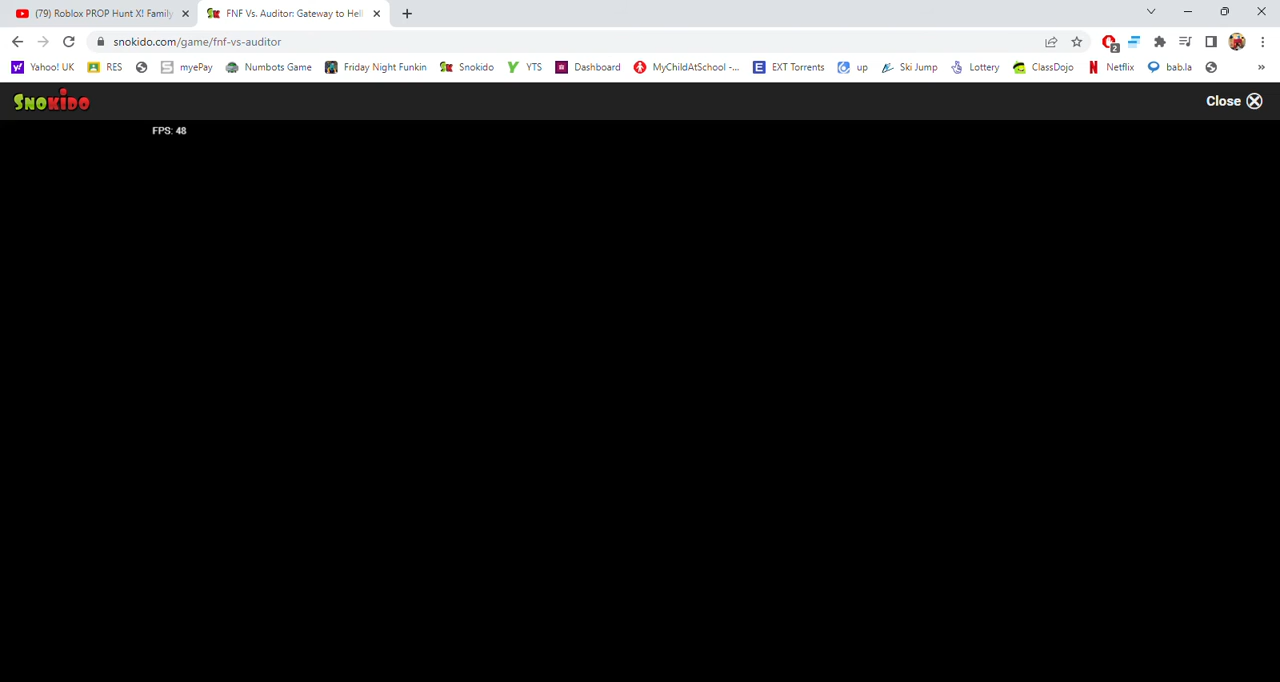 (79) Roblox PROP Hunt X! Family
FNF Vs. Auditor: Gateway to Hell
snokido.com/game/fnf-vs-auditor
2
Yahoo! UK RES myePay Numbots Game Friday Night Funkin Snokido YTS Dashboard MyChildAtSchool -... EXT Torrents up Ski Jump Lottery ClassDojo Netflix bab.la »
SNOKIDO Close
FPS: 48